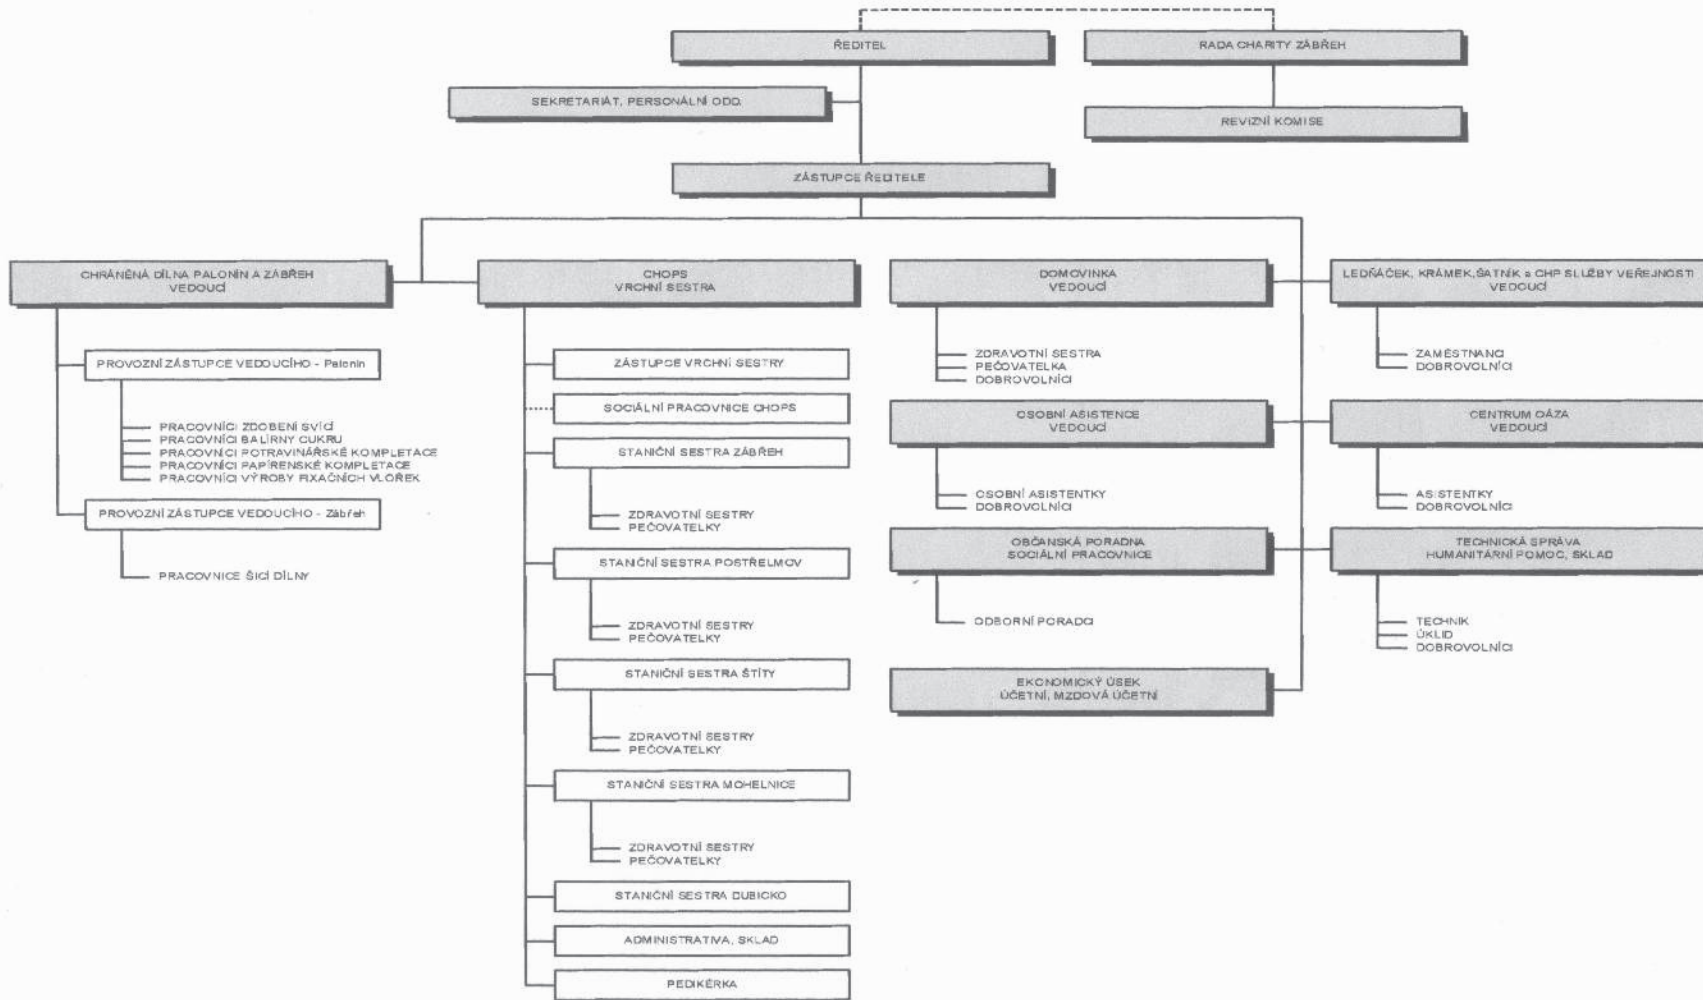 ŘEDITEL
RADA CHARITY ZÁBŘEH
SEKRETARIÁT, PERSONÁLNÍ ODD.
REVIZNÍ KOMISE
ZÁSTUPCE ŘEDITELE
CHRÁNĚNÁ DÍLNA PALONÍN A ZÁBŘEH
VEDOUCÍ
PROVOZNÍ ZÁSTUPCE VEDOUCÍHO - Palonín
PRACOVNÍCI ZDOBENÍ SVÍCÍ
PRACOVNÍCI BALÍRNY CUKRU
PRACOVNÍCI POTRAVINÁŘSKÉ KOMPLETACE
PRACOVNÍCI PAPÍRENSKÉ KOMPLETACE
PRACOVNÍCI VÝROBY FIXAČNÍCH VLOŘEK
PROVOZNÍ ZÁSTUPCE VEDOUCÍHO - Zábřeh
PRACOVNICE ŠICÍ DÍLNY
CHOPS
VRCHNÍ SESTRA
ZÁSTUPCE VRCHNÍ SESTRY
SOCIÁLNÍ PRACOVNICE CHOPS
STANIČNÍ SESTRA ZÁBŘEH
ZDRAVOTNÍ SESTRY
PEČOVATELKY
STANIČNÍ SESTRA POSTŘELMOV
ZDRAVOTNÍ SESTRY
PEČOVATELKY
STANIČNÍ SESTRA ŠTÍTY
ZDRAVOTNÍ SESTRY
PEČOVATELKY
STANIČNÍ SESTRA MOHELNICE
ZDRAVOTNÍ SESTRY
PEČOVATELKY
STANIČNÍ SESTRA DUBICKO
ADMINISTRATIVA, SKLAD
PEDIKÉRKA
DOMOVINKA
VEDOUCÍ
ZDRAVOTNÍ SESTRA
PEČOVATELKA
DOBROVOLNÍCI
LEDŇÁČEK, KRÁMEK,ŠATNÍK a CHP SLUŽBY VEŘEJNOSTI
VEDOUCÍ
ZAMĚSTNANCI
DOBROVOLNÍCI
OSOBNÍ ASISTENCE
VEDOUCÍ
OSOBNÍ ASISTENTKY
DOBROVOLNÍCI
CENTRUM OÁZA
VEDOUCÍ
ASISTENTKY
DOBROVOLNÍCI
OBČANSKÁ PORADNA
SOCIÁLNÍ PRACOVNICE
ODBORNÍ PORADCI
TECHNICKÁ SPRÁVA
HUMANITÁRNÍ POMOC, SKLAD
TECHNIK
ÚKLID
DOBROVOLNÍCI
EKONOMICKÝ ÚSEK
ÚČETNÍ, MZDOVÁ ÚČETNÍ